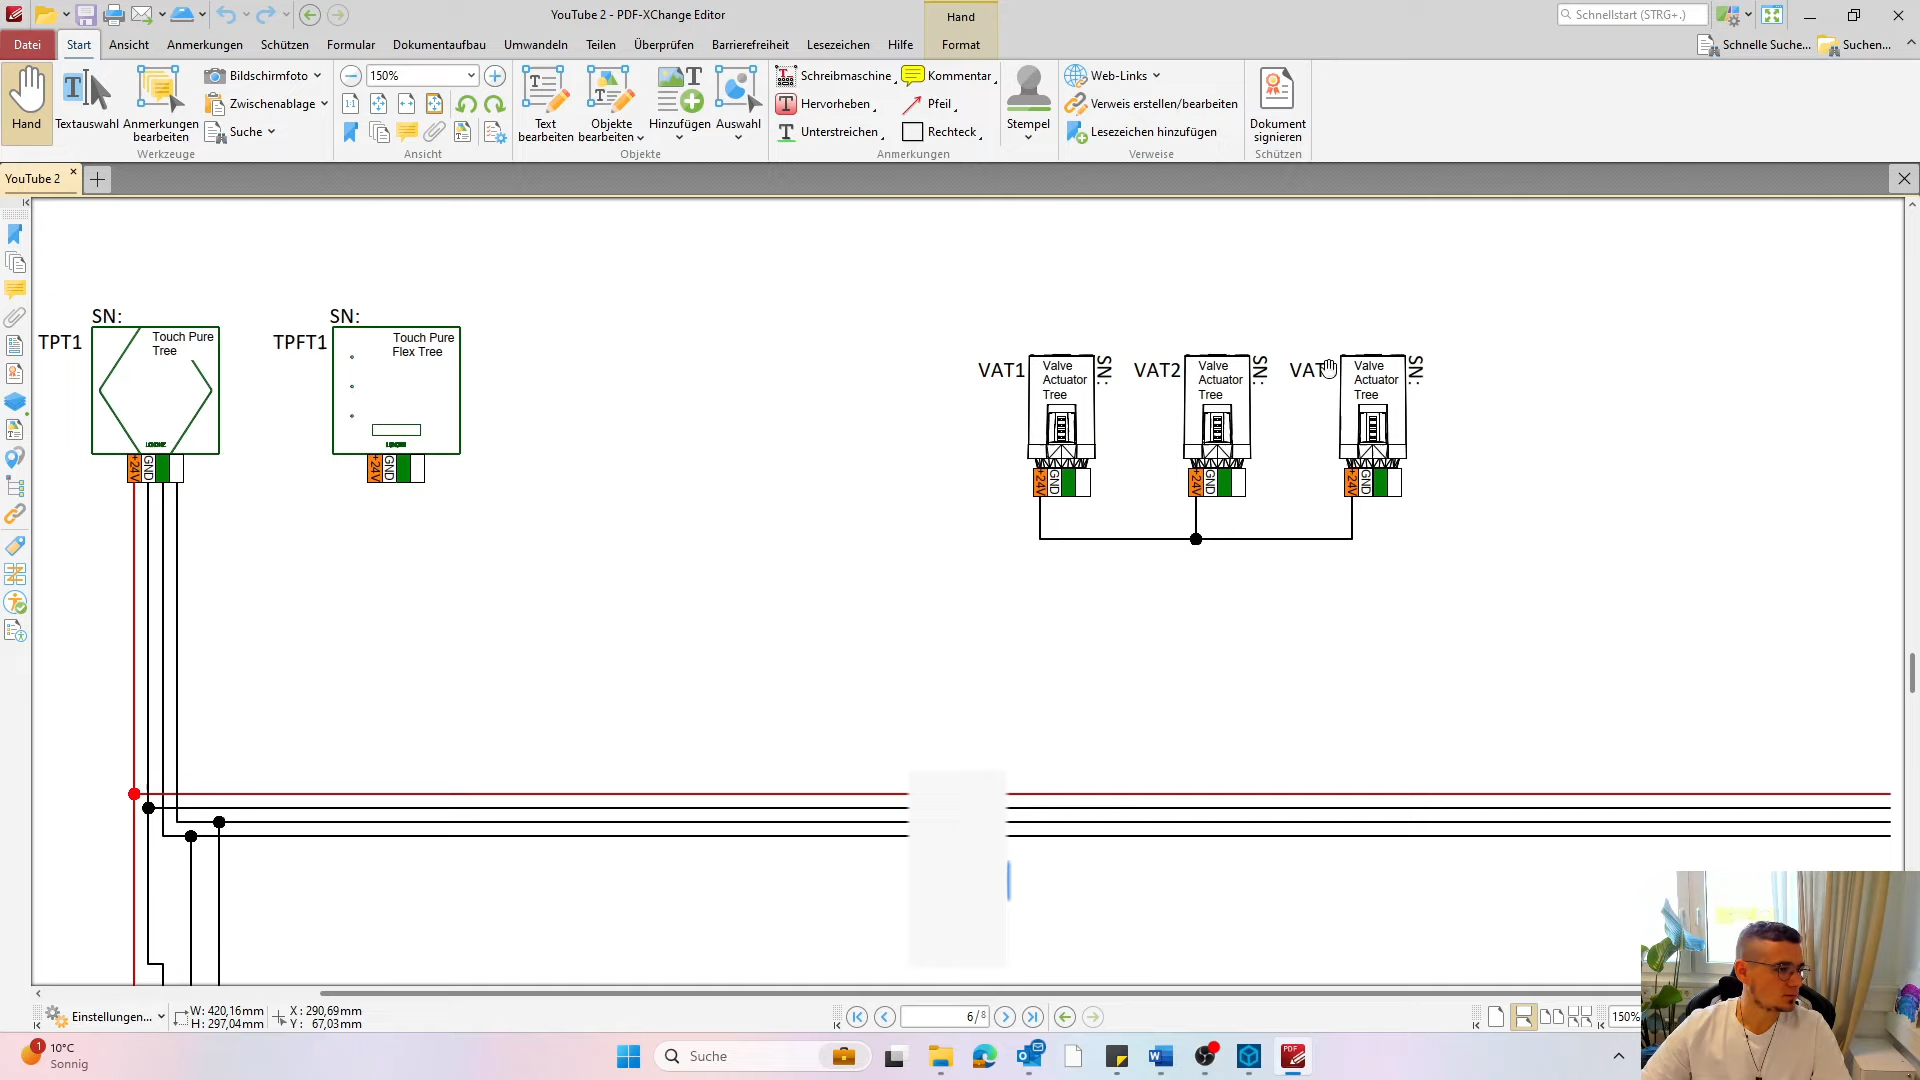 YouTube 2 - PDF-XChange Editor
Hand
Schnellstart (STRG+.)
Datei
Start
Ansicht
Anmerkungen
Schützen
Formular
Dokumentaufbau
Umwandeln
Teilen
Überprüfen
Barrierefreiheit
Lesezeichen
Hilfe
Format
Schnelle Suche...
Suchen...
Hand
Textauswahl
Anmerkungen bearbeiten
Bildschirmfoto
Zwischenablage
Suche
Werkzeuge
150%
Ansicht
Text bearbeiten
Objekte bearbeiten
Hinzufügen
Auswahl
Objekte
Schreibmaschine
Hervorheben
Unterstreichen
Kommentar
Pfeil
Rechteck
Anmerkungen
Stempel
Web-Links
Verweis erstellen/bearbeiten
Lesezeichen hinzufügen
Verweise
Dokument signieren
Schützen
YouTube 2
SN:
TPT1
Touch Pure
Tree
+24V
GND
SN:
TPFT1
Touch Pure
Flex Tree
+24V
GND
VAT1
Valve
Actuator
Tree
SN:
+24V
GND
VAT2
Valve
Actuator
Tree
SN:
+24V
GND
VAT
Valve
Actuator
Tree
SN:
+24V
GND
Einstellungen...
W: 420,16mm
H: 297,04mm
X: 290,69mm
Y: 67,03mm
6/8
150%
1
10°C
Sonnig
Suche
PDF